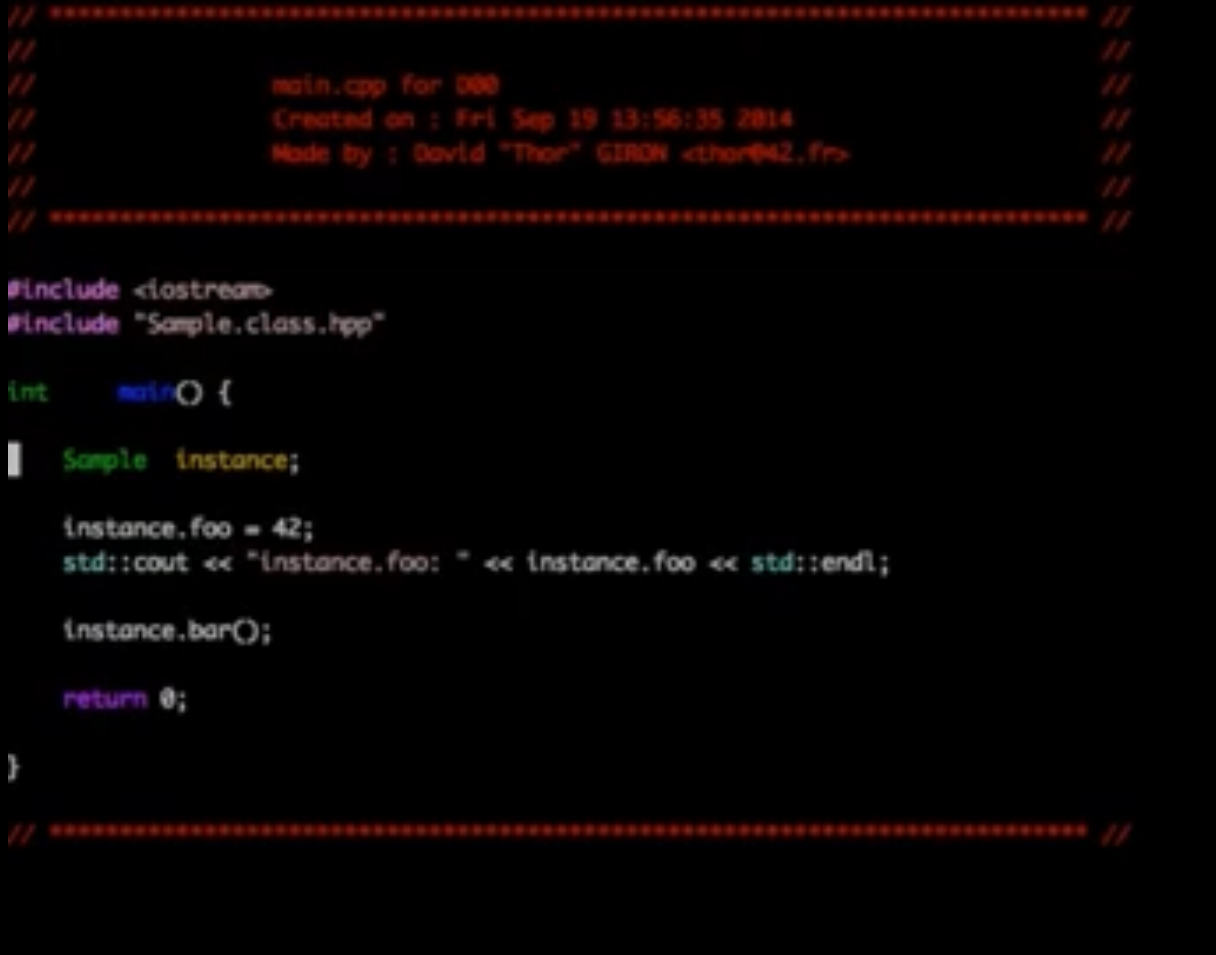 // ************************************************************************** //
// //
// main.cpp for D00 //
// Created on : Fri Sep 19 13:56:35 2014 //
// Made by : David "Thor" GIRON <thor@42.fr> //
// //
// ************************************************************************** //
#include <iostream>
#include "Sample.class.hpp"
int main() {
Sample instance;
instance.foo = 42;
std::cout << "instance.foo: " << instance.foo << std::endl;
instance.bar();
return 0;
}
// ************************************************************************** //